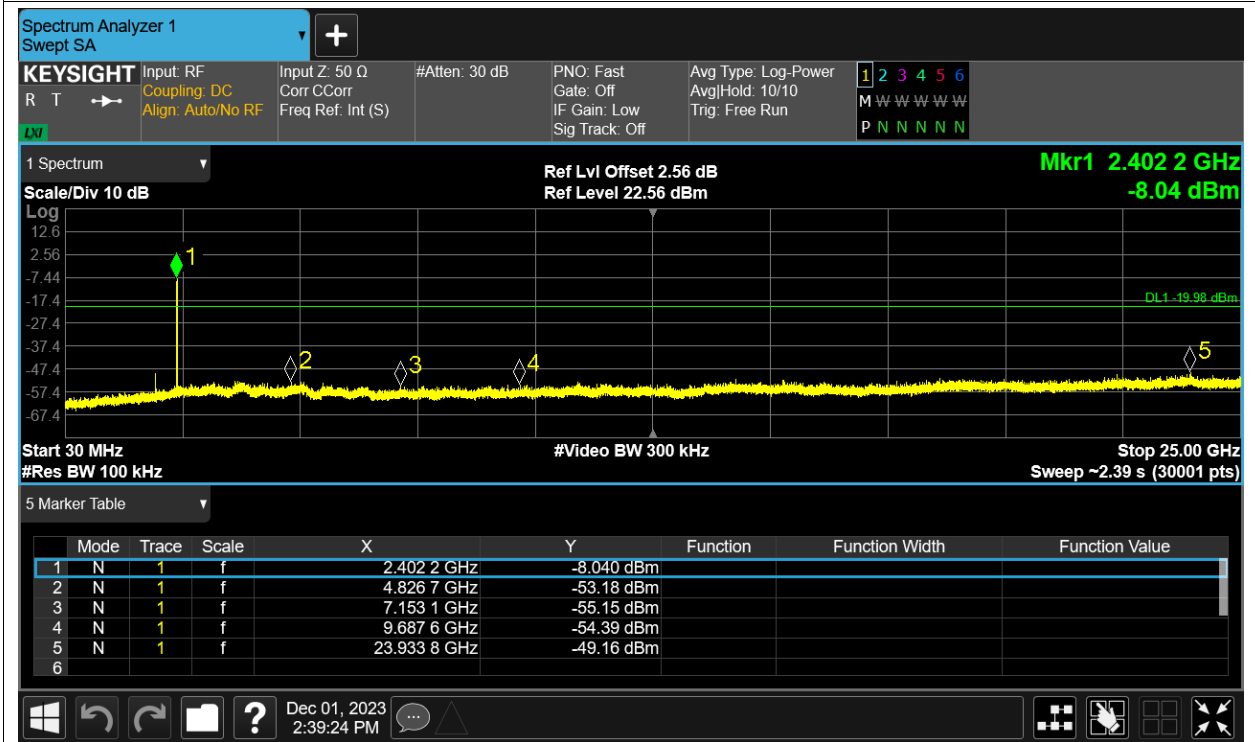 Spectrum Analyzer 1
Swept SA
KEYSIGHT
R T
LXI
Input: RF
Coupling: DC
Align: Auto/No RF
Input Z: 50 Ω
Corr CCorr
Freq Ref: Int (S)
#Atten: 30 dB
PNO: Fast
Gate: Off
IF Gain: Low
Sig Track: Off
Avg Type: Log-Power
Avg|Hold: 10/10
Trig: Free Run
1 2 3 4 5 6
M W W W W W
P N N N N N
1 Spectrum
Scale/Div 10 dB
Ref Lvl Offset 2.56 dB
Ref Level 22.56 dBm
Mkr1 2.402 2 GHz
-8.04 dBm
Log
12.6
2.56
-7.44
-17.4
-27.4
-37.4
-47.4
-57.4
-67.4
1
2
3
4
5
DL1 -19.98 dBm
Start 30 MHz
#Video BW 300 kHz
Stop 25.00 GHz
#Res BW 100 kHz
Sweep ~2.39 s (30001 pts)
5 Marker Table
Mode Trace Scale X Y Function Function Width Function Value
1 N 1 f 2.402 2 GHz -8.040 dBm
2 N 1 f 4.826 7 GHz -53.18 dBm
3 N 1 f 7.153 1 GHz -55.15 dBm
4 N 1 f 9.687 6 GHz -54.39 dBm
5 N 1 f 23.933 8 GHz -49.16 dBm
6
?
Dec 01, 2023
2:39:24 PM